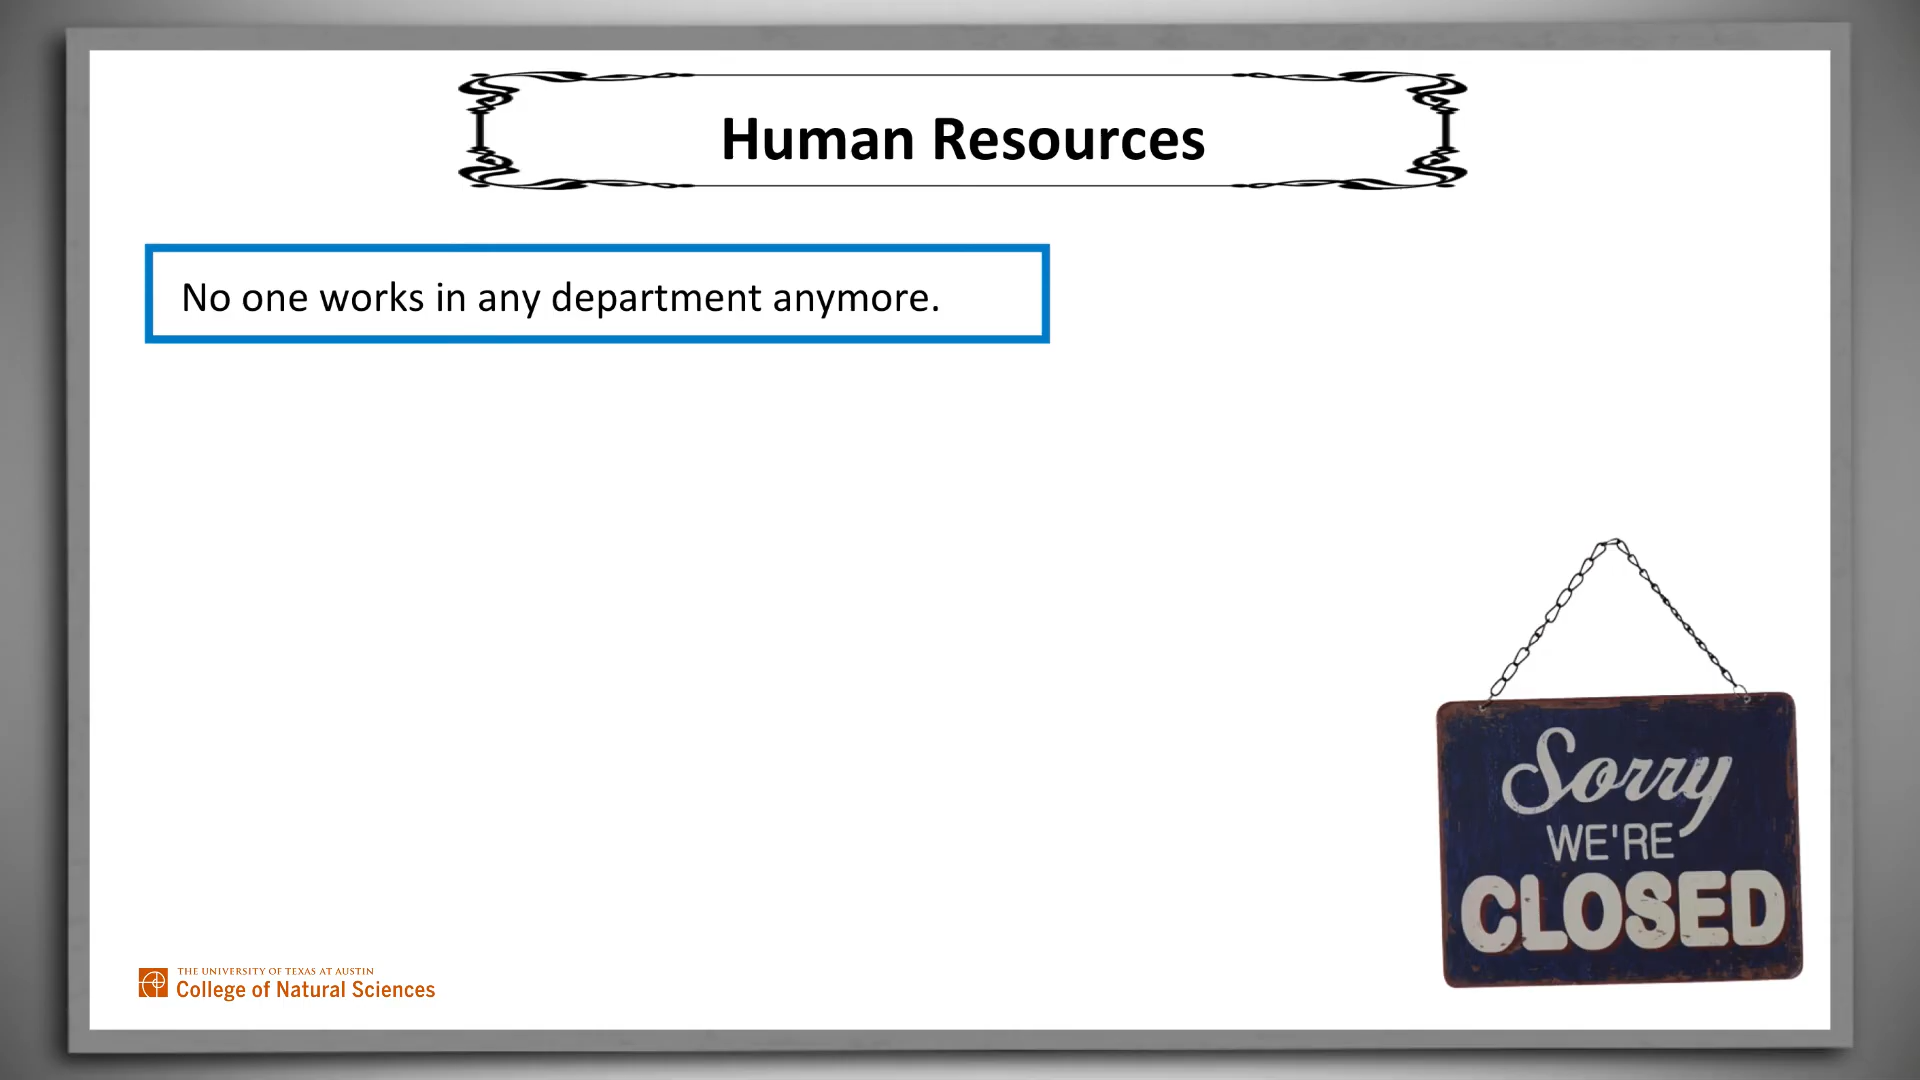 Human Resources
No one works in any department anymore.
Sorry
WE'RE
CLOSED
THE UNIVERSITY OF TEXAS AT AUSTIN
College of Natural Sciences